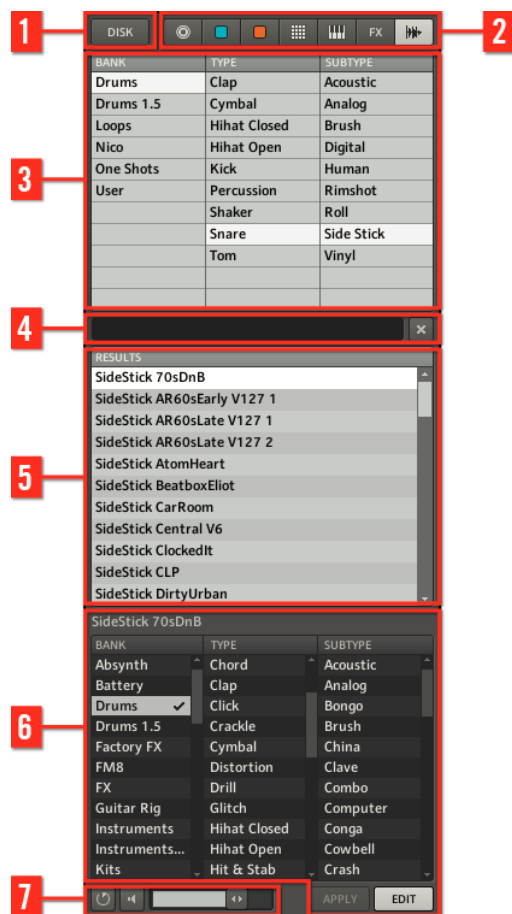 1 DISK FX 2
BANK TYPE SUBTYPE
Drums Clap Acoustic
Drums 1.5 Cymbal Analog
Loops Hihat Closed Brush
Nico Hihat Open Digital
One Shots Kick Human
3
User Percussion Rimshot
Shaker Roll
Snare Side Stick
Tom Vinyl
4
RESULTS
SideStick 70sDnB
SideStick AR60sEarly V127 1
SideStick AR60sLate V127 1
SideStick AR60sLate V127 2
SideStick AtomHeart
5
SideStick BeatboxEliot
SideStick CarRoom
SideStick Central V6
SideStick ClockedIt
SideStick CLP
SideStick DirtyUrban
SideStick 70sDnB
BANK TYPE SUBTYPE
Absynth Chord Acoustic
Battery Clap Analog
Drums Click Bongo
6
Drums 1.5 Crackle Brush
Factory FX Cymbal China
FM8 Distortion Clave
FX Drill Combo
Guitar Rig Glitch Computer
Instruments Hihat Closed Conga
Instruments... Hihat Open Cowbell
Kits Hit & Stab Crash
7 APPLY EDIT